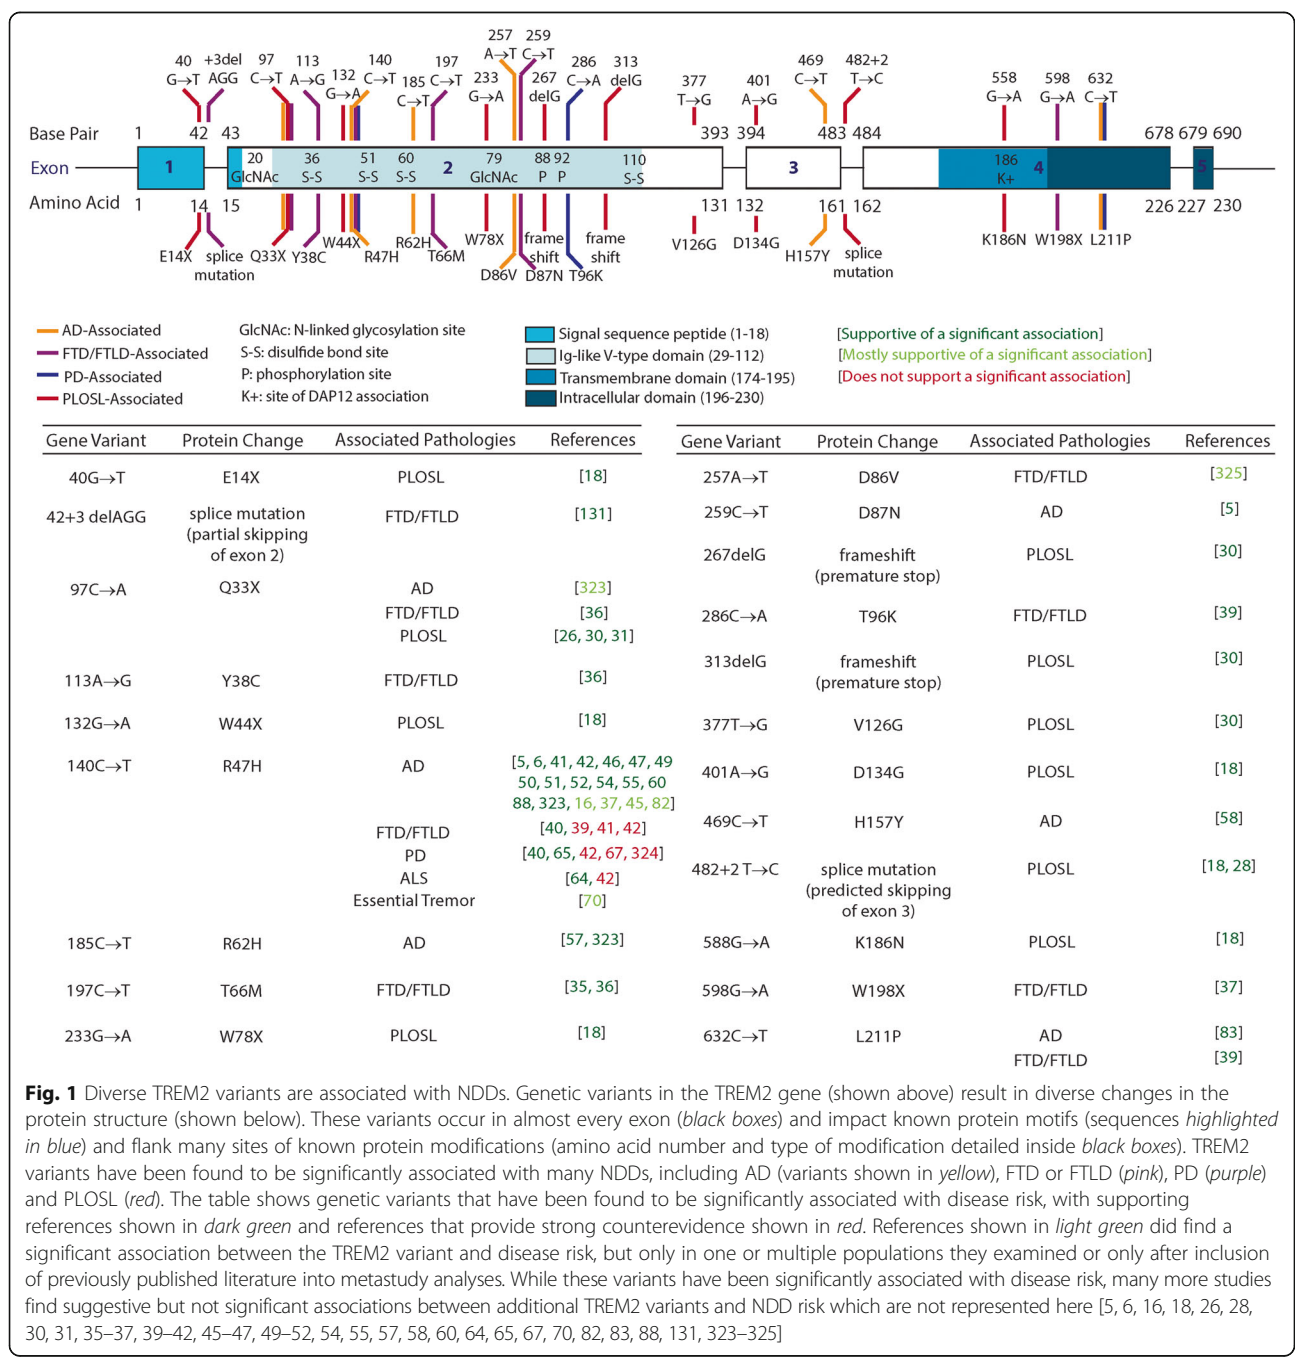 40 +3del 97 113 132 140 185 197 233 257 259 267 286 313 377 401 469 482+2 558 598 632
G→T AGG C→T A→G G→A C→T C→T C→T G→A A→T C→T delG C→A delG T→G A→G C→T T→C G→A G→A C→T
Base Pair 1 42 43 393 394 483 484 678 679 690
Exon 1 20 36 51 60 2 79 88 92 110 3 186 4 5
GlcNAc S-S S-S S-S GlcNAc P P S-S K+
Amino Acid 1 14 15 131 132 161 162 226 227 230
E14X splice mutation Q33X Y38C W44X R47H R62H T66M W78X D86V D87N frame shift T96K frame shift V126G D134G H157Y splice mutation K186N W198X L211P
AD-Associated
FTD/FTLD-Associated
PD-Associated
PLOSL-Associated
GlcNAc: N-linked glycosylation site
S-S: disulfide bond site
P: phosphorylation site
K+: site of DAP12 association
Signal sequence peptide (1-18)
Ig-like V-type domain (29-112)
Transmembrane domain (174-195)
Intracellular domain (196-230)
[Supportive of a significant association]
[Mostly supportive of a significant association]
[Does not support a significant association]
Gene Variant Protein Change Associated Pathologies References
40G→T E14X PLOSL [18]
42+3 delAGG splice mutation FTD/FTLD [131]
(partial skipping
of exon 2)
97C→A Q33X AD [323]
FTD/FTLD [36]
PLOSL [26, 30, 31]
113A→G Y38C FTD/FTLD [36]
132G→A W44X PLOSL [18]
140C→T R47H AD [5, 6, 41, 42, 46, 47, 49
50, 51, 52, 54, 55, 60
88, 323, 16, 37, 45, 82]
FTD/FTLD [40, 39, 41, 42]
PD [40, 65, 42, 67, 324]
ALS [64, 42]
Essential Tremor [70]
185C→T R62H AD [57, 323]
197C→T T66M FTD/FTLD [35, 36]
233G→A W78X PLOSL [18]
Gene Variant Protein Change Associated Pathologies References
257A→T D86V FTD/FTLD [325]
259C→T D87N AD [5]
267delG frameshift PLOSL [30]
(premature stop)
286C→A T96K FTD/FTLD [39]
313delG frameshift PLOSL [30]
(premature stop)
377T→G V126G PLOSL [30]
401A→G D134G PLOSL [18]
469C→T H157Y AD [58]
482+2 T→C splice mutation PLOSL [18, 28]
(predicted skipping
of exon 3)
588G→A K186N PLOSL [18]
598G→A W198X FTD/FTLD [37]
632C→T L211P AD [83]
FTD/FTLD [39]
Fig. 1 Diverse TREM2 variants are associated with NDDs. Genetic variants in the TREM2 gene (shown above) result in diverse changes in the
protein structure (shown below). These variants occur in almost every exon (black boxes) and impact known protein motifs (sequences highlighted
in blue) and flank many sites of known protein modifications (amino acid number and type of modification detailed inside black boxes). TREM2
variants have been found to be significantly associated with many NDDs, including AD (variants shown in yellow), FTD or FTLD (pink), PD (purple)
and PLOSL (red). The table shows genetic variants that have been found to be significantly associated with disease risk, with supporting
references shown in dark green and references that provide strong counterevidence shown in red. References shown in light green did find a
significant association between the TREM2 variant and disease risk, but only in one or multiple populations they examined or only after inclusion
of previously published literature into metastudy analyses. While these variants have been significantly associated with disease risk, many more studies
find suggestive but not significant associations between additional TREM2 variants and NDD risk which are not represented here [5, 6, 16, 18, 26, 28,
30, 31, 35–37, 39–42, 45–47, 49–52, 54, 55, 57, 58, 60, 64, 65, 67, 70, 82, 83, 88, 131, 323–325]